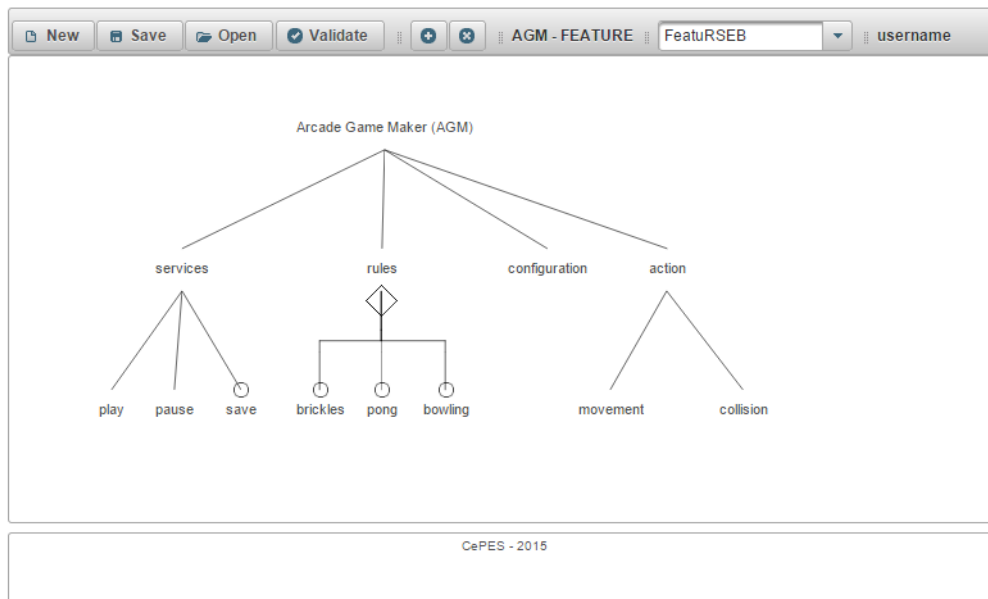 New Save Open Validate AGM - FEATURE FeatuRSEB username
Arcade Game Maker (AGM)
services rules configuration action
play pause save brickles pong bowling movement collision
CePES - 2015